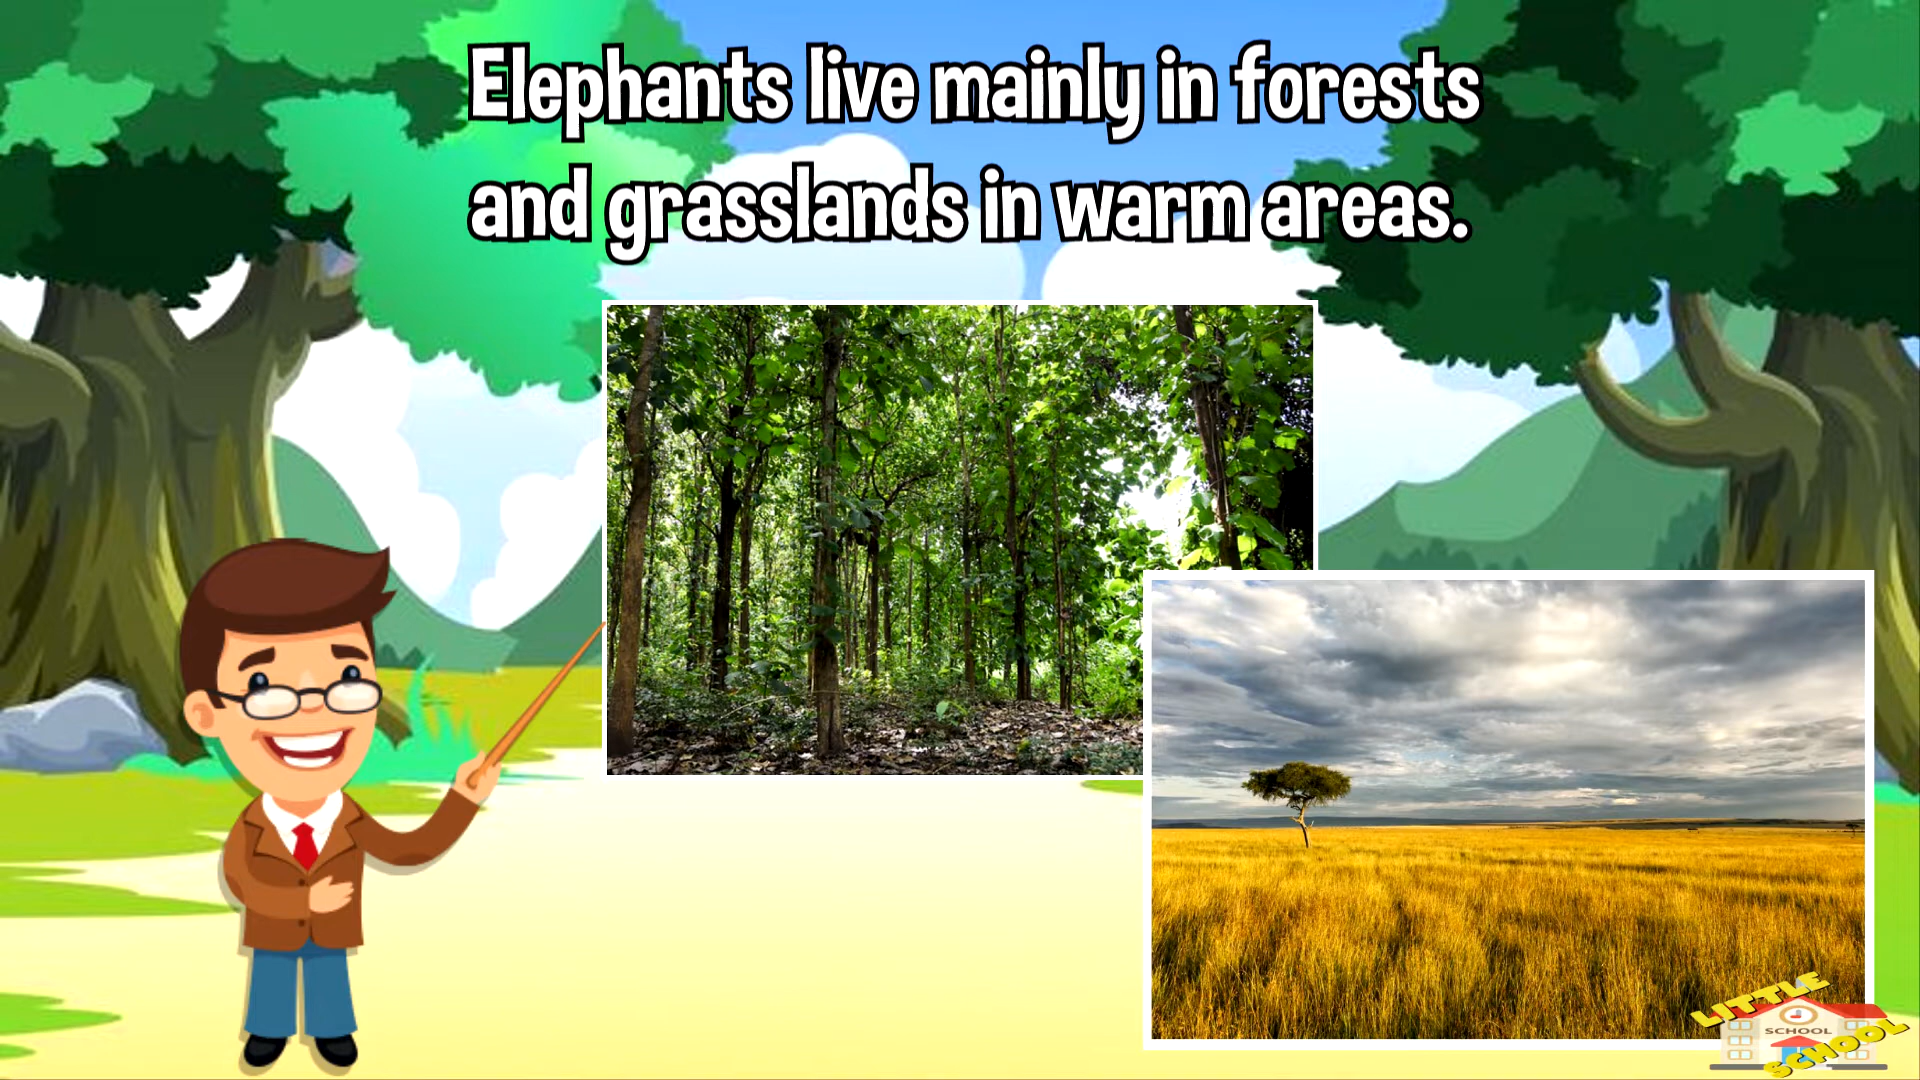 Elephants live mainly in forests
and grasslands in warm areas.
LITTLE
SCHOOL
SCHOOL